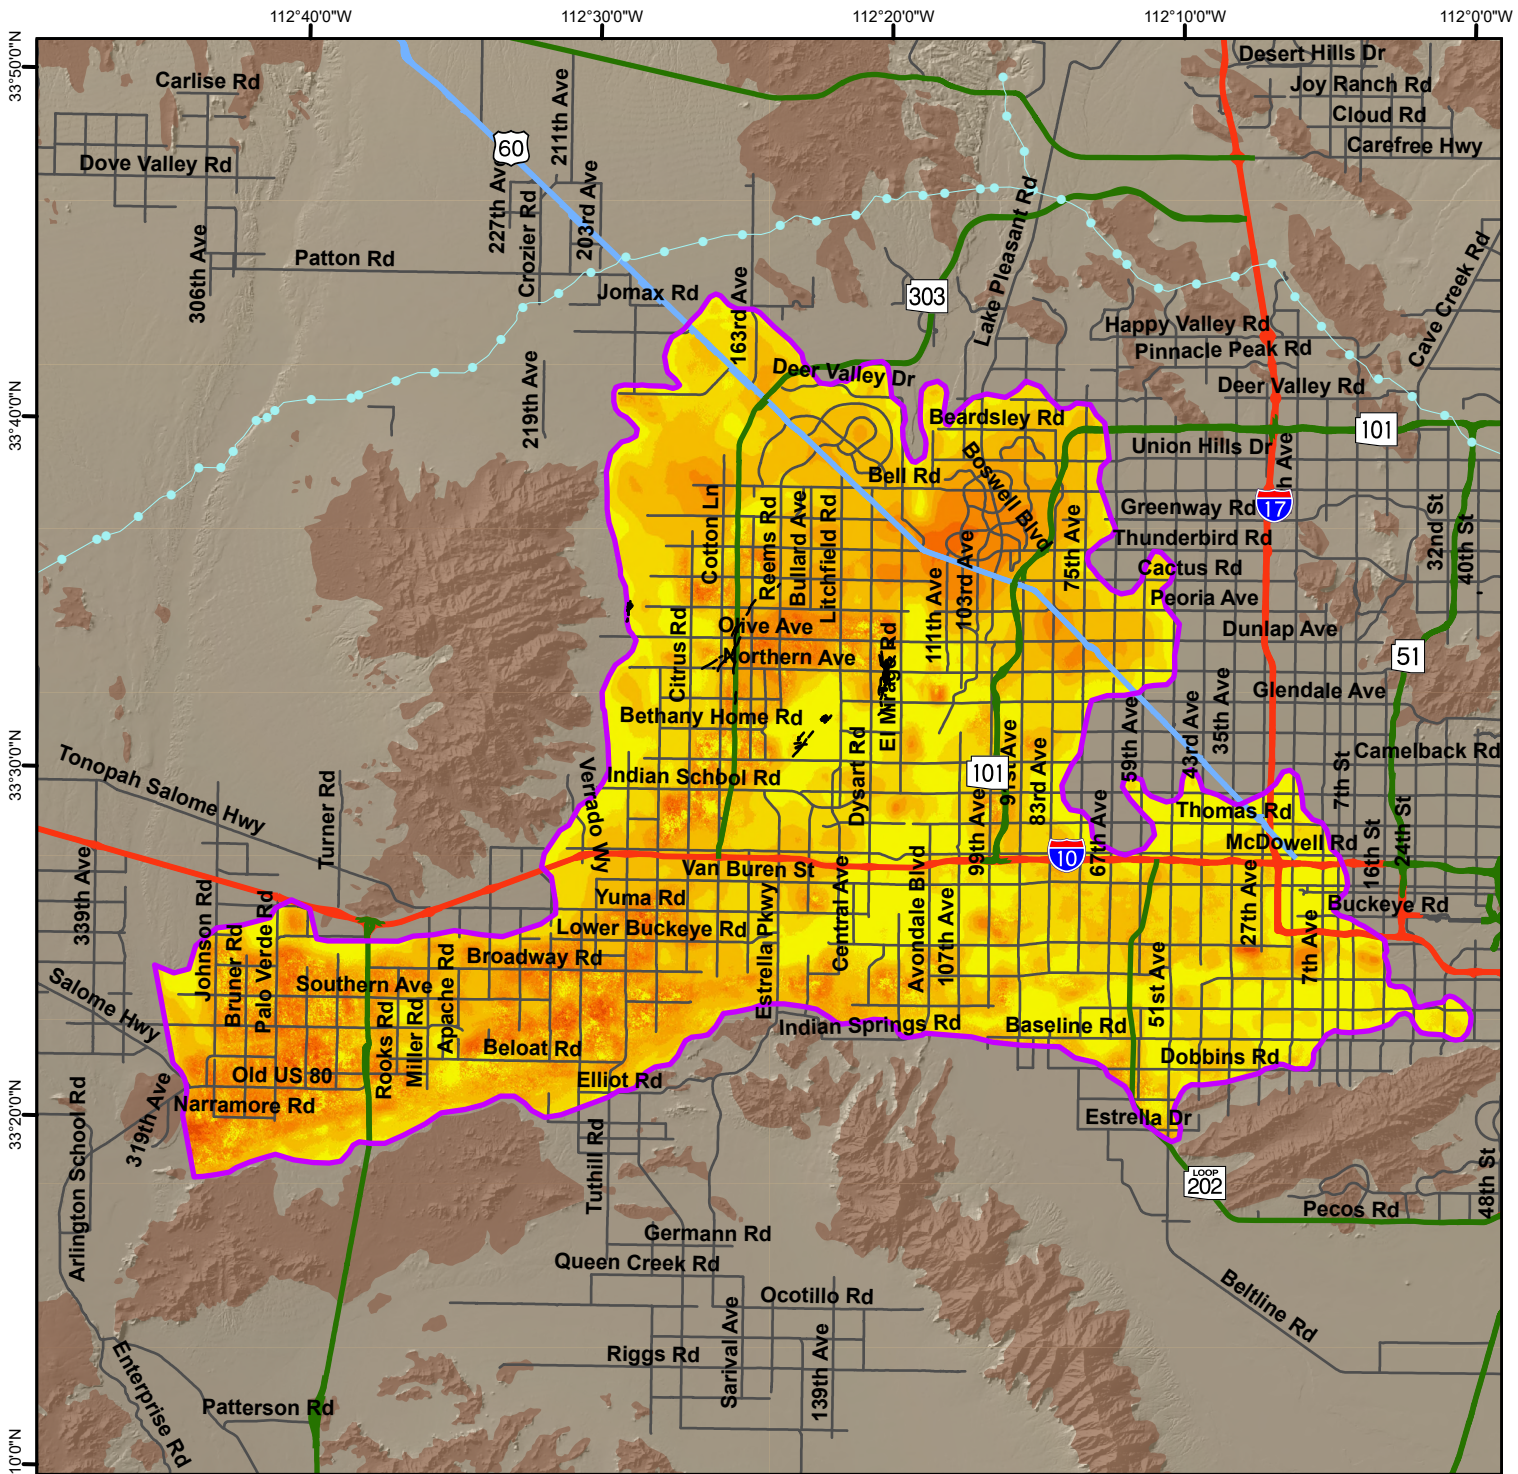 112°40'0"W
112°30'0"W
112°20'0"W
112°10'0"W
112°0'0"W
33°50'0"N
33°40'0"N
33°30'0"N
33°20'0"N
10'0"N
Desert Hills Dr
Joy Ranch Rd
Cloud Rd
Carefree Hwy
Carlise Rd
Dove Valley Rd
211th Ave
60
227th Ave
Crozier Rd
203rd Ave
306th Ave
Patton Rd
Jomax Rd
163rd Ave
303
Lake Pleasant Rd
Cave Creek Rd
Happy Valley Rd
Pinnacle Peak Rd
Deer Valley Rd
Deer Valley Dr
219th Ave
Beardsley Rd
101
Union Hills Dr
h Ave
Bell Rd
Boswell Blvd
Greenway Rd
17
Thunderbird Rd
Cactus Rd
Peoria Ave
Dunlap Ave
32nd St
40th St
Cotton Ln
Reems Rd
Bullard Ave
Litchfield Rd
75th Ave
111th Ave
103rd Ave
Olive Ave
Northern Ave
Citrus Rd
El Mirage Rd
51
Glendale Ave
Bethany Home Rd
59th Ave
43rd Ave
35th Ave
Camelback Rd
Indian School Rd
Dysart Rd
101
91st Ave
83rd Ave
7th St
Thomas Rd
McDowell Rd
Tonopah Salome Hwy
Turner Rd
Verrado Wy
99th Ave
10
67th Ave
16th St
24th St
Van Buren St
Yuma Rd
Lower Buckeye Rd
Buckeye Rd
Broadway Rd
339th Ave
Johnson Rd
Bruner Rd
Palo Verde Rd
Southern Ave
Apache Rd
Estrella Pkwy
Central Ave
Avondale Blvd
107th Ave
27th Ave
7th Ave
51st Ave
Salome Hwy
Rooks Rd
Miller Rd
Indian Springs Rd
Baseline Rd
Beloat Rd
Dobbins Rd
Old US 80
Elliot Rd
Narramore Rd
319th Ave
Estrella Dr
Arlington School Rd
Tuthill Rd
LOOP
202
Pecos Rd
48th St
Germann Rd
Queen Creek Rd
Ocotillo Rd
Beltline Rd
Riggs Rd
Sarival Ave
139th Ave
Enterprise Rd
Patterson Rd